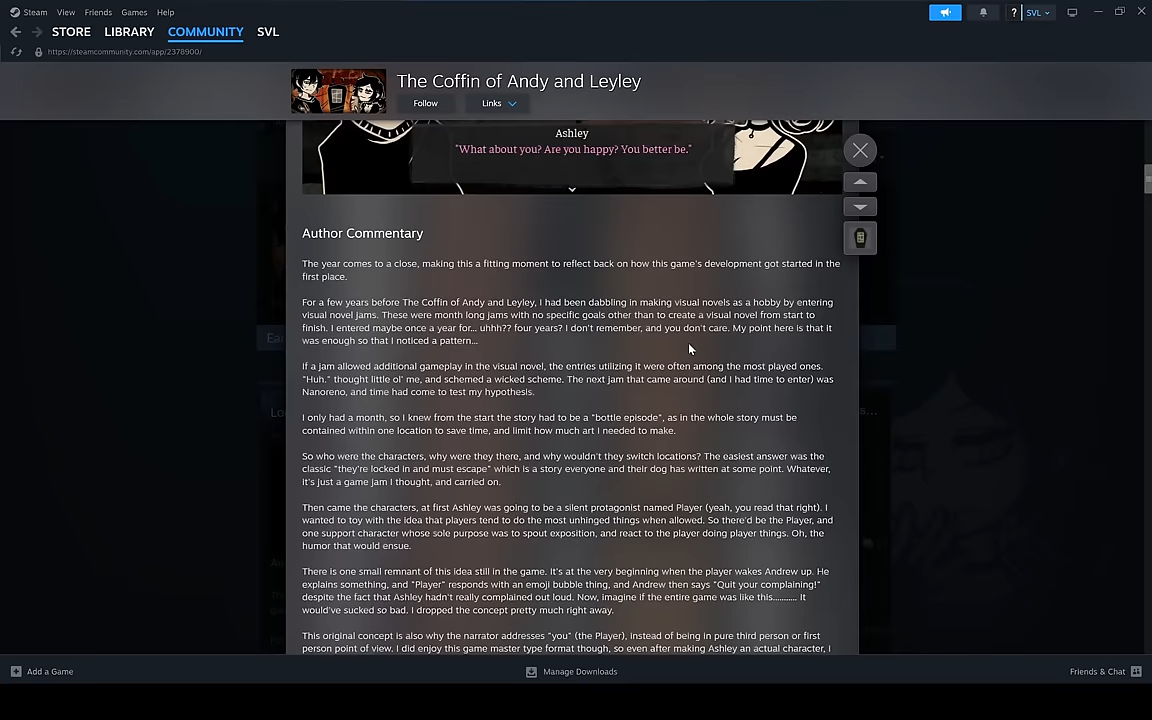 Steam View Friends Games Help
? SVL
STORE LIBRARY COMMUNITY SVL
https://steamcommunity.com/app/2378900/
The Coffin of Andy and Leyley
Follow Links
Ashley
"What about you? Are you happy? You better be."
Author Commentary
The year comes to a close, making this a fitting moment to reflect back on how this game's development got started in the
first place.
For a few years before The Coffin of Andy and Leyley, I had been dabbling in making visual novels as a hobby by entering
visual novel jams. These were month long jams with no specific goals other than to create a visual novel from start to
finish. I entered maybe once a year for... uhhh?? four years? I don't remember, and you don't care. My point here is that it
was enough so that I noticed a pattern...
If a jam allowed additional gameplay in the visual novel, the entries utilizing it were often among the most played ones.
"Huh." thought little ol' me, and schemed a wicked scheme. The next jam that came around (and I had time to enter) was
Nanoreno, and time had come to test my hypothesis.
I only had a month, so I knew from the start the story had to be a "bottle episode", as in the whole story must be
contained within one location to save time, and limit how much art I needed to make.
So who were the characters, why were they there, and why wouldn't they switch locations? The easiest answer was the
classic "they're locked in and must escape" which is a story everyone and their dog has written at some point. Whatever,
it's just a game jam I thought, and carried on.
Then came the characters, at first Ashley was going to be a silent protagonist named Player (yeah, you read that right). I
wanted to toy with the idea that players tend to do the most unhinged things when allowed. So there'd be the Player, and
one support character whose sole purpose was to spout exposition, and react to the player doing player things. Oh, the
humor that would ensue.
There is one small remnant of this idea still in the game. It's at the very beginning when the player wakes Andrew up. He
explains something, and "Player" responds with an emoji bubble thing, and Andrew then says "Quit your complaining!"
despite the fact that Ashley hadn't really complained out loud. Now, imagine if the entire game was like this........... It
would've sucked so bad. I dropped the concept pretty much right away.
This original concept is also why the narrator addresses "you" (the Player), instead of being in pure third person or first
person point of view. I did enjoy this game master type format though, so even after making Ashley an actual character, I
Add a Game Manage Downloads Friends & Chat